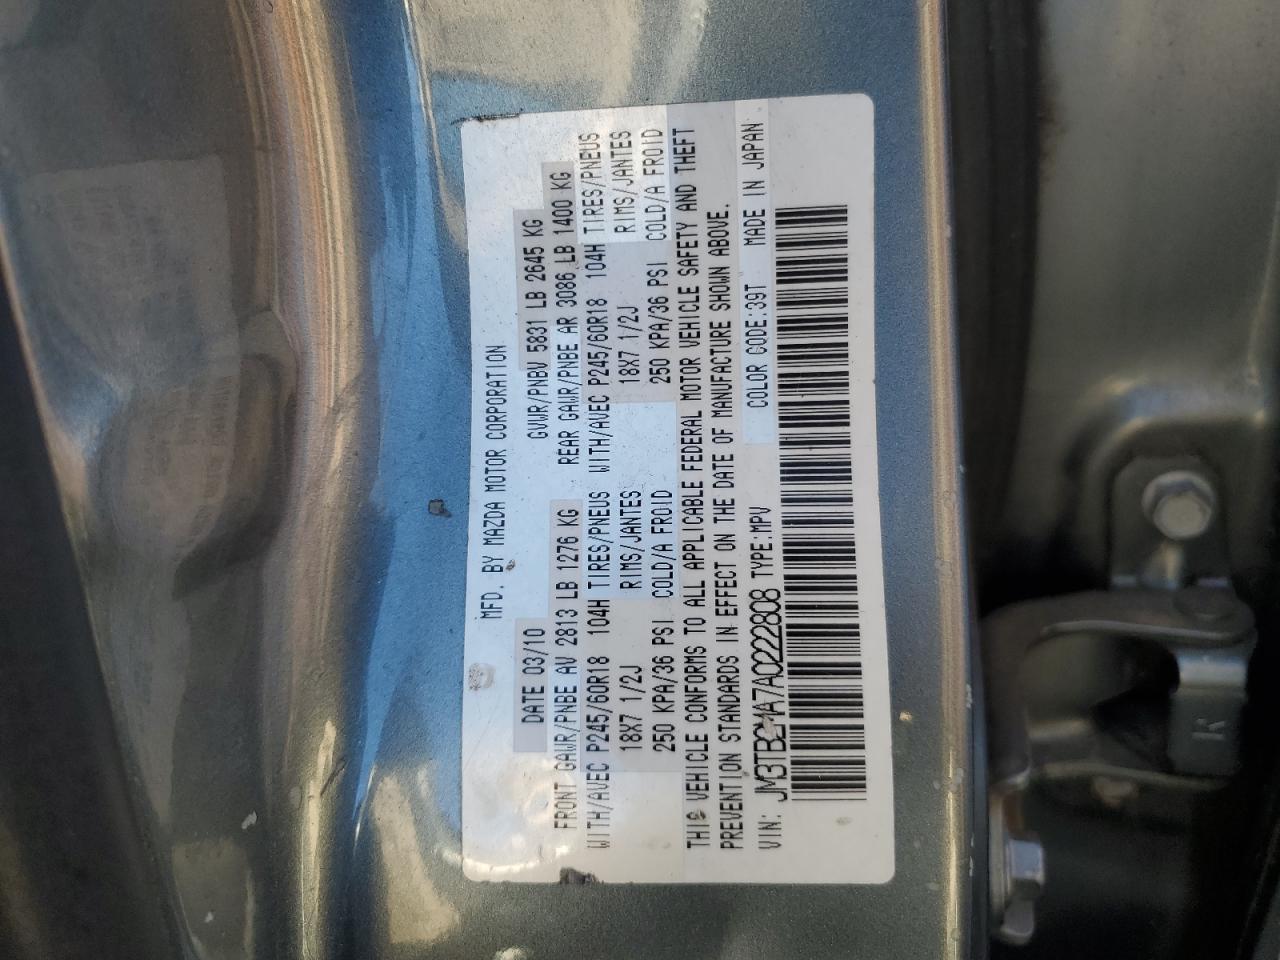 MFD. BY MAZDA MOTOR CORPORATION
DATE 03/10 GVWR/PNBV 5831 LB 2645 KG
FRONT GAWR/PNBE AV 2813 LB 1276 KG REAR GAWR/PNBE AR 3086 LB 1400 KG
WITH/AVEC P245/60R18 104H TIRES/PNEUS WITH/AVEC P245/60R18 104H TIRES/PNEUS
18X7 1/2J RIMS/JANTES 18X7 1/2J RIMS/JANTES
250 KPA/36 PSI COLD/A FROID 250 KPA/36 PSI COLD/A FROID
THIS VEHICLE CONFORMS TO ALL APPLICABLE FEDERAL MOTOR VEHICLE SAFETY AND THEFT
PREVENTION STANDARDS IN EFFECT ON THE DATE OF MANUFACTURE SHOWN ABOVE.
VIN: JM3TB2MA7A0222808 TYPE:MPV COLOR CODE:39T MADE IN JAPAN
R